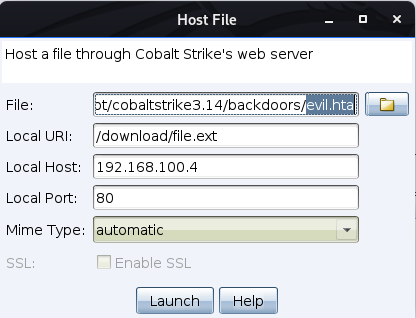 Host File
Host a file through Cobalt Strike's web server
File: ot/cobaltstrike3.14/backdoors/evil.hta
Local URI: /download/file.ext
Local Host: 192.168.100.4
Local Port: 80
Mime Type: automatic
SSL: Enable SSL
Launch Help